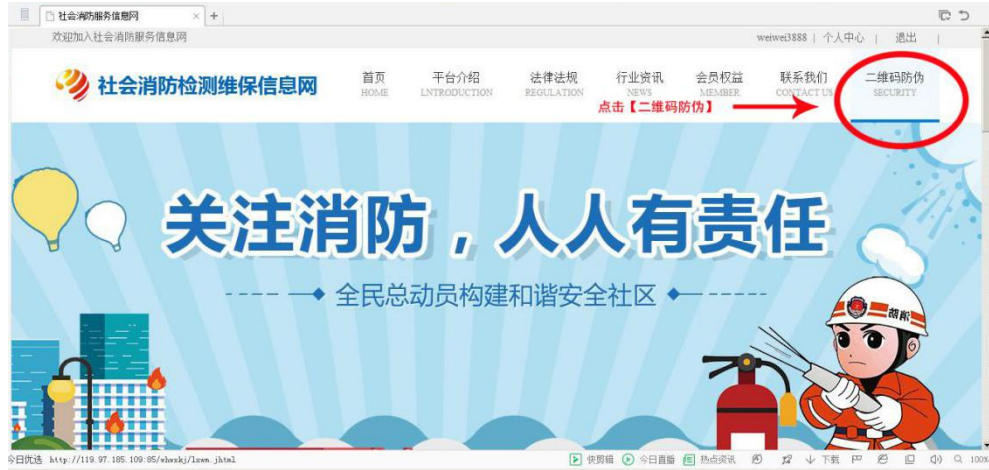 社会消防服务信息网
欢迎加入社会消防服务信息网
weiwei3888 | 个人中心 | 退出 |
社会消防检测维保信息网
首页 平台介绍 法律法规 行业资讯 会员权益 联系我们 二维码防伪
HOME LNTRODUCTION REGULATION NEWS MEMBER CONTACT US SECURITY
点击【二维码防伪】
关注消防，人人有责任
全民总动员构建和谐安全社区
消防
今日优选 http://119.97.185.109:85/whwskj/lswm.jhtml 快剪辑 今日直播 热点资讯 下载 100%